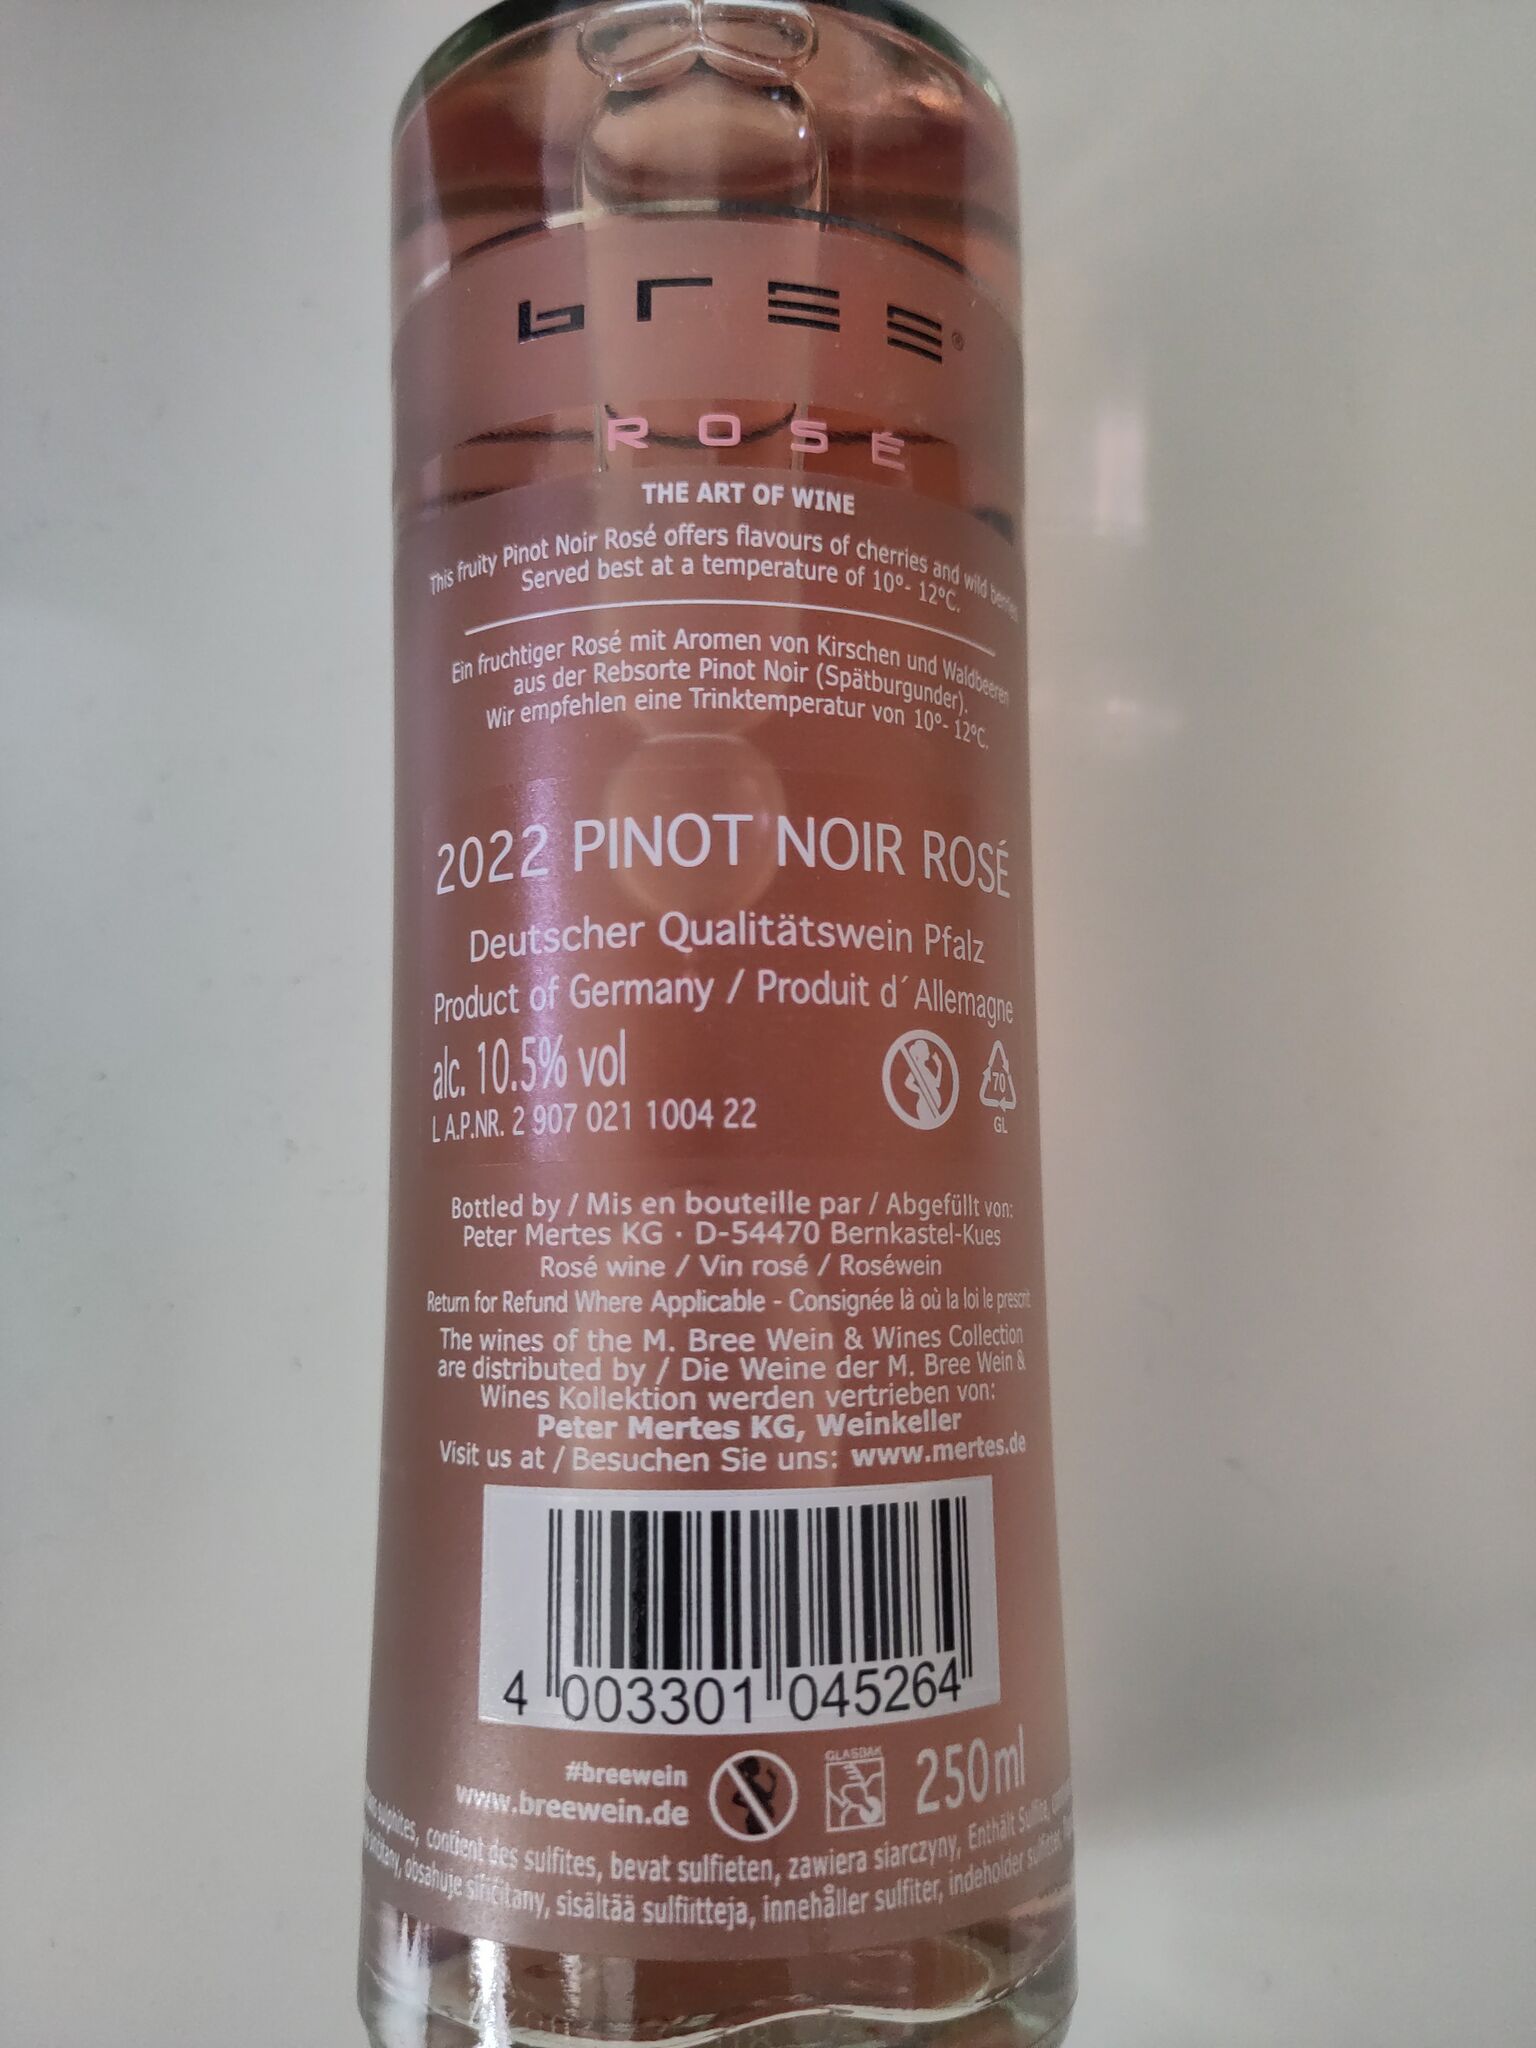 bree®
ROSÉ
THE ART OF WINE
This fruity Pinot Noir Rosé offers flavours of cherries and wild berries
Served best at a temperature of 10°- 12°C.
Ein fruchtiger Rosé mit Aromen von Kirschen und Waldbeeren
aus der Rebsorte Pinot Noir (Spätburgunder).
Wir empfehlen eine Trinktemperatur von 10°- 12°C.
2022 PINOT NOIR ROSÉ
Deutscher Qualitätswein Pfalz
Product of Germany / Produit d´Allemagne
alc. 10.5% vol
L A.P.NR. 2 907 021 1004 22
70
GL
Bottled by / Mis en bouteille par / Abgefüllt von:
Peter Mertes KG · D-54470 Bernkastel-Kues
Rosé wine / Vin rosé / Roséwein
Return for Refund Where Applicable - Consignée là où la loi le prescrit
The wines of the M. Bree Wein & Wines Collection
are distributed by / Die Weine der M. Bree Wein &
Wines Kollektion werden vertrieben von:
Peter Mertes KG, Weinkeller
Visit us at / Besuchen Sie uns: www.mertes.de
4 003301 045264
#breewein
www.breewein.de
GLASBAK
250ml
sulphites, contient des sulfites, bevat sulfieten, zawiera siarczyny, Enthält Sulfite,
obsahuje siřičitany, sisältää sulfiitteja, innehåller sulfiter, indeholder sulfitter,